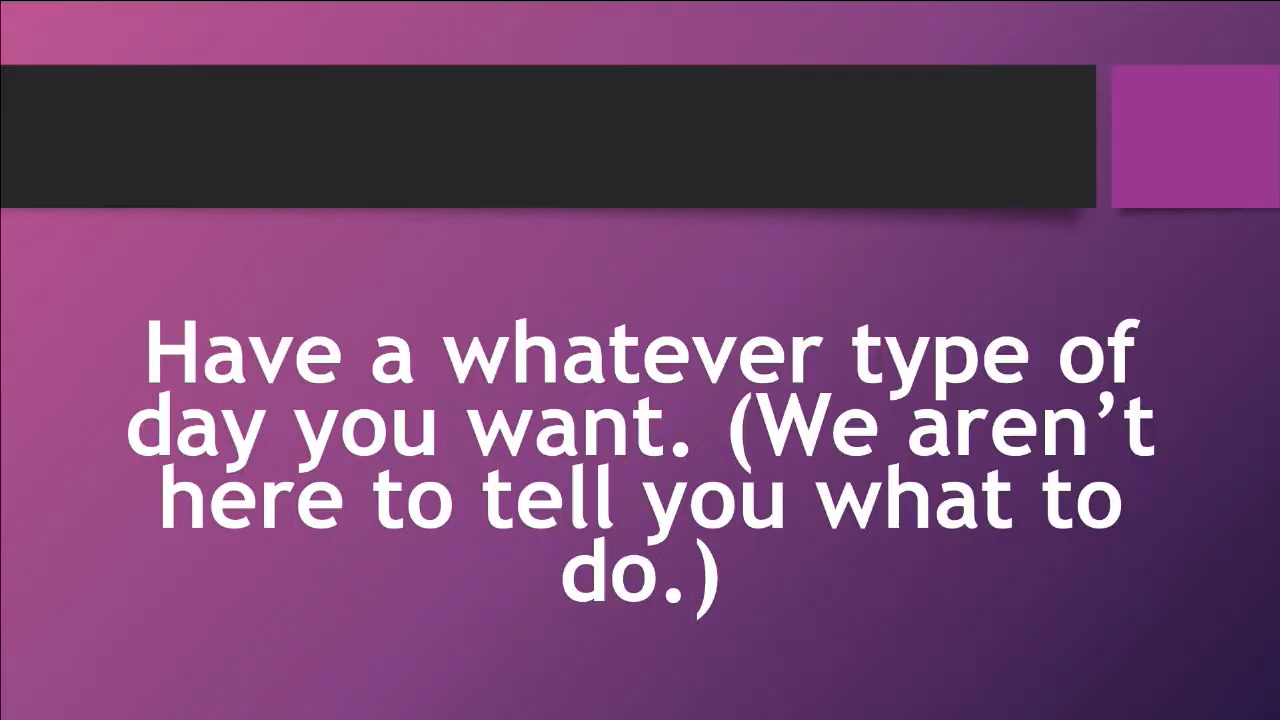 Have a whatever type of
day you want. (We aren’t
here to tell you what to
do.)